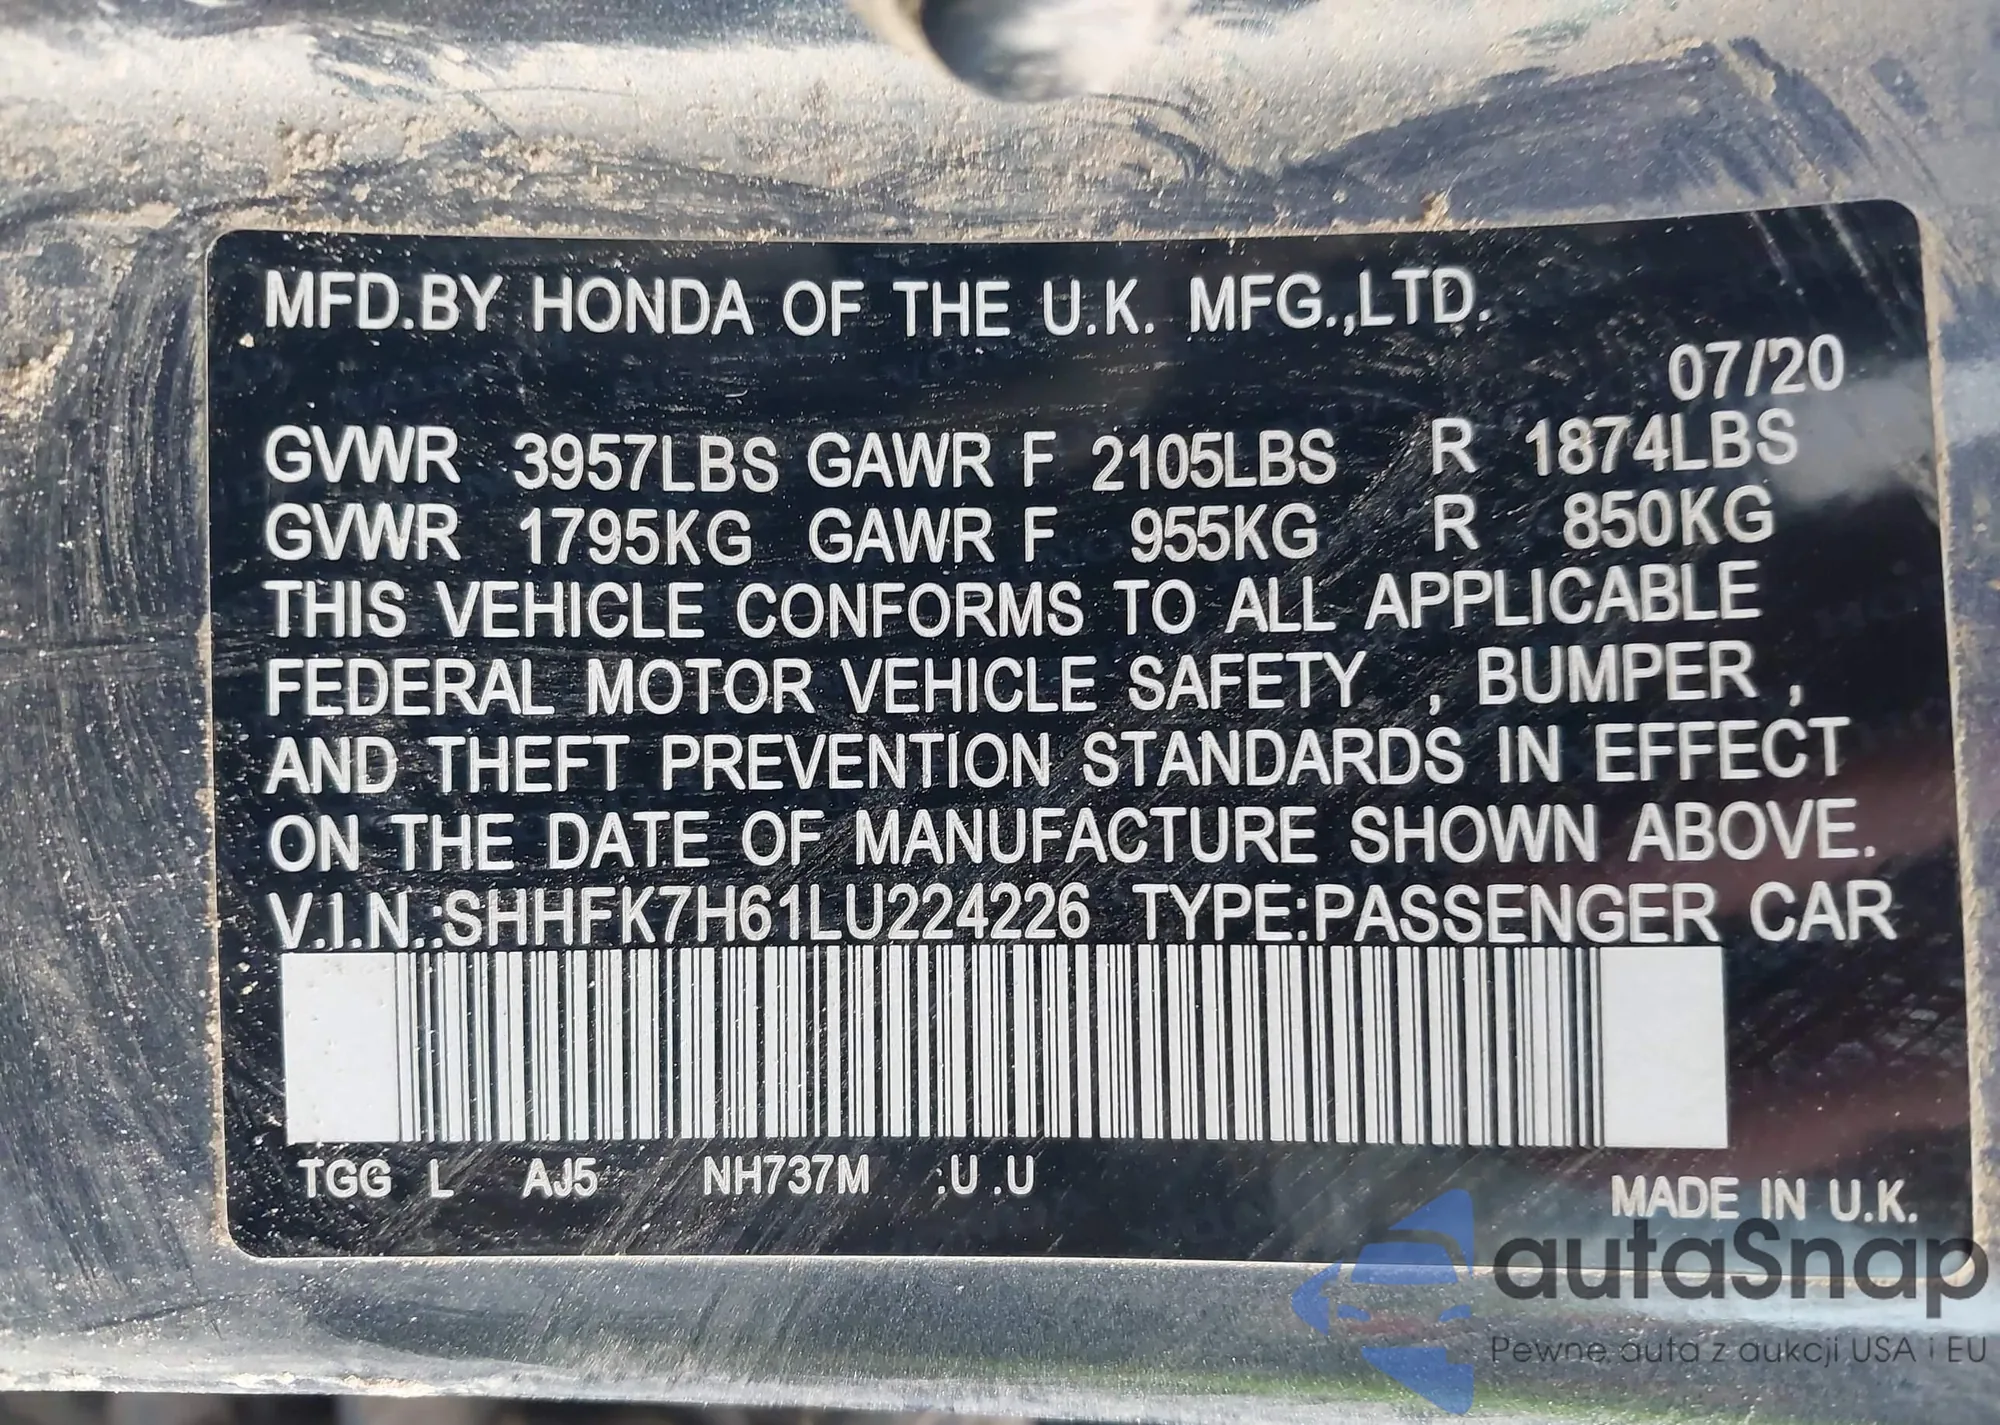 MFD.BY HONDA OF THE U.K. MFG.,LTD.
07/'20
GVWR 3957LBS GAWR F 2105LBS R 1874LBS
GVWR 1795KG GAWR F 955KG R 850KG
THIS VEHICLE CONFORMS TO ALL APPLICABLE
FEDERAL MOTOR VEHICLE SAFETY , BUMPER ,
AND THEFT PREVENTION STANDARDS IN EFFECT
ON THE DATE OF MANUFACTURE SHOWN ABOVE.
V.I.N.:SHHFK7H61LU224226 TYPE:PASSENGER CAR
TGG L AJ5 NH737M :U .U
MADE IN U.K.
autaSnap
Pewne auta z aukcji USA i EU